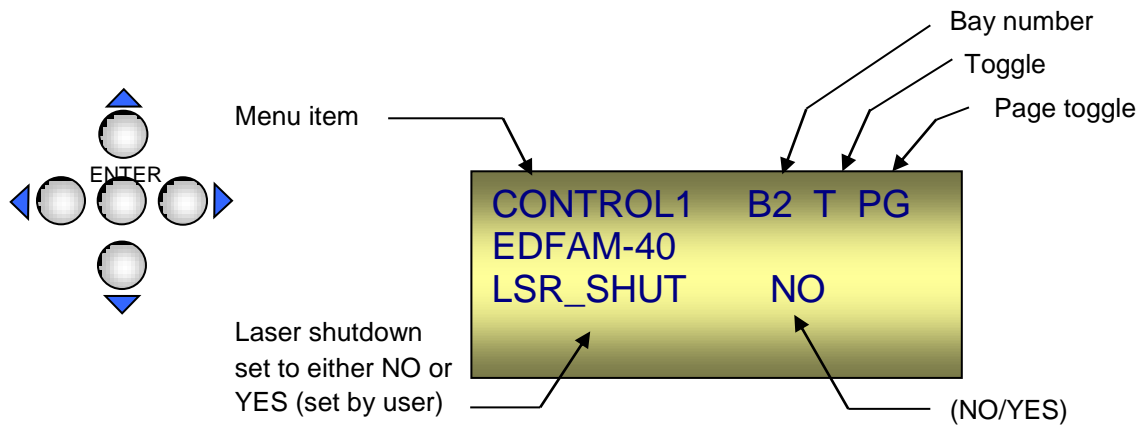 Bay number
Toggle
Page toggle
Menu item
ENTER
CONTROL1 B2 T PG
EDFAM-40
LSR_SHUT NO
Laser shutdown
set to either NO or
YES (set by user)
(NO/YES)